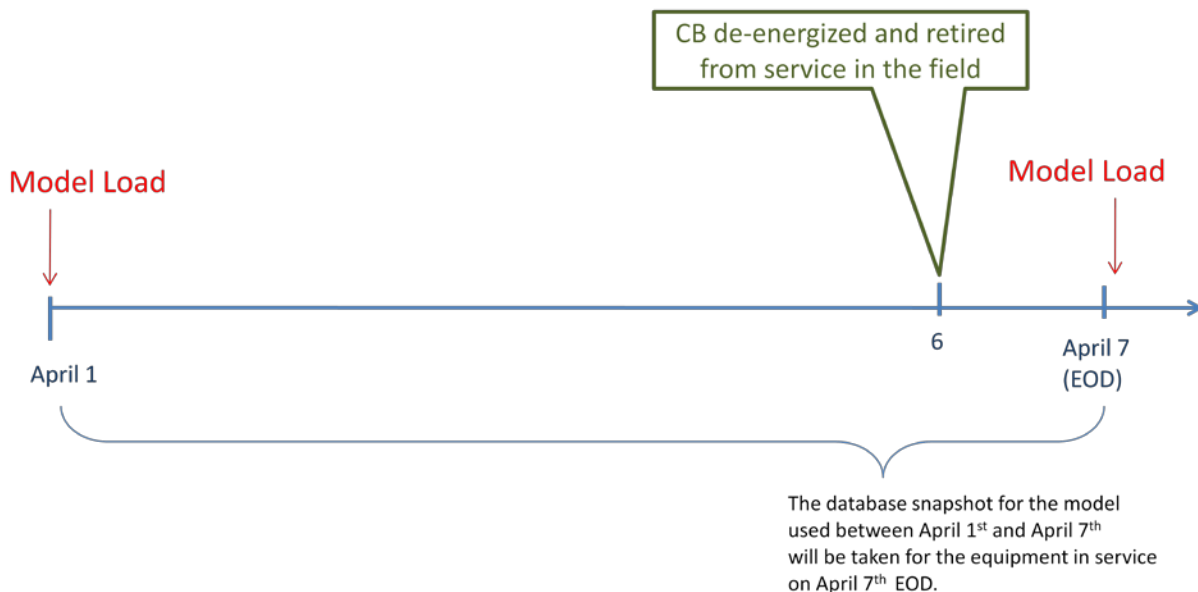 CB de-energized and retired
from service in the field
Model Load
Model Load
April 1
6
April 7
(EOD)
The database snapshot for the model
used between April 1st and April 7th
will be taken for the equipment in service
on April 7th EOD.